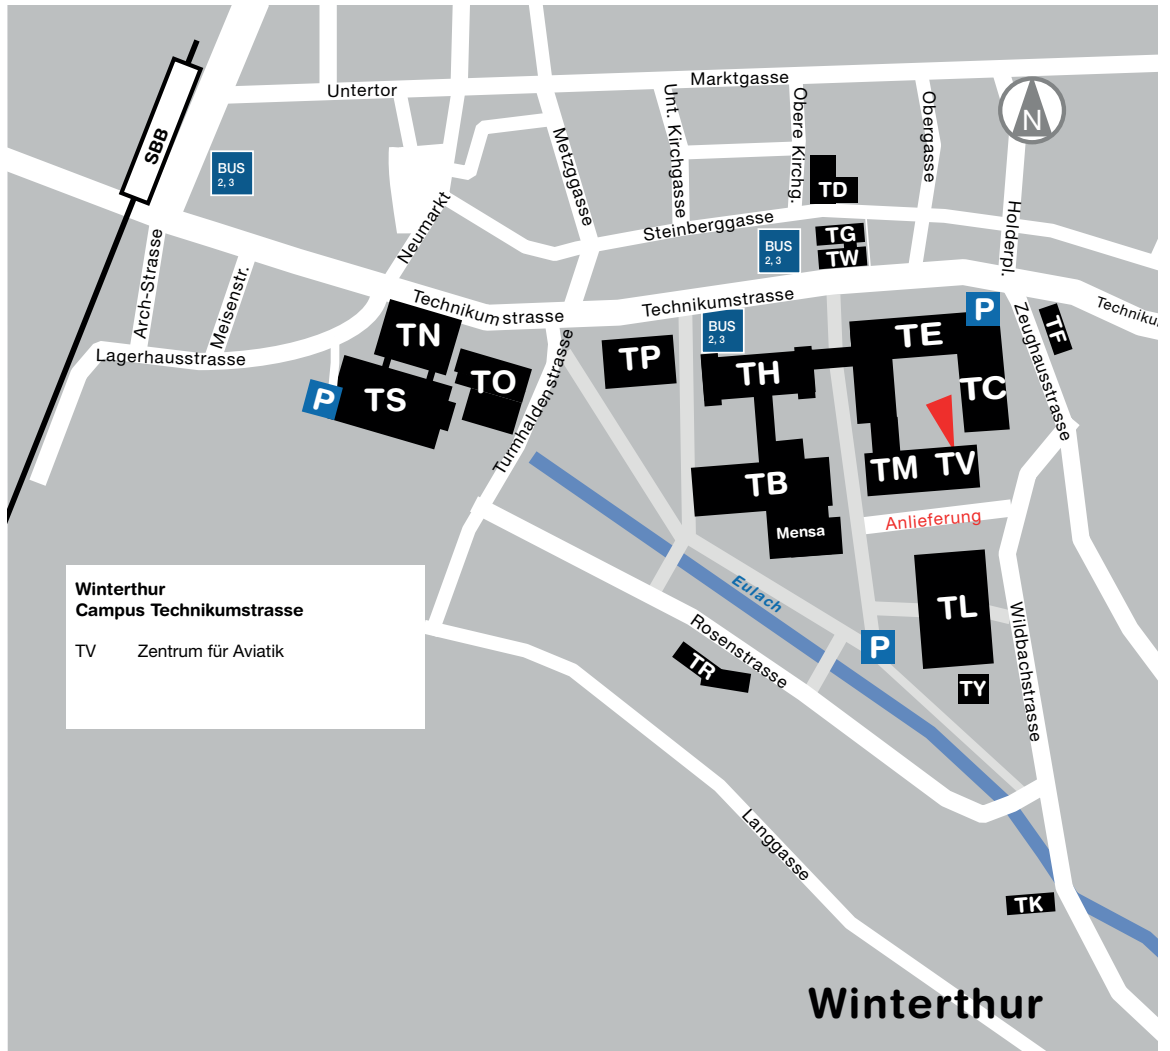 Marktgasse
Untertor
SBB
BUS
2, 3
Metzggasse
Unt. Kirchgasse
Obere Kirchg.
Obergasse
N
TD
Neumarkt
Steinberggasse
Holderpl.
TG
BUS
2, 3
TW
Arch-Strasse
Meisenstr.
Technikumstrasse
Technikumstrasse
Technikum
Lagerhausstrasse
TN
BUS
2, 3
P
TE
TF
Zeughausstrasse
TP
TH
TO
TS
P
TC
Turmhaldenstrasse
TB
TM
TV
Mensa
Anlieferung
Eulach
TL
Winterthur
Campus Technikumstrasse
TV Zentrum für Aviatik
Rosenstrasse
P
TR
TY
Wildbachstrasse
Langgasse
TK
Winterthur